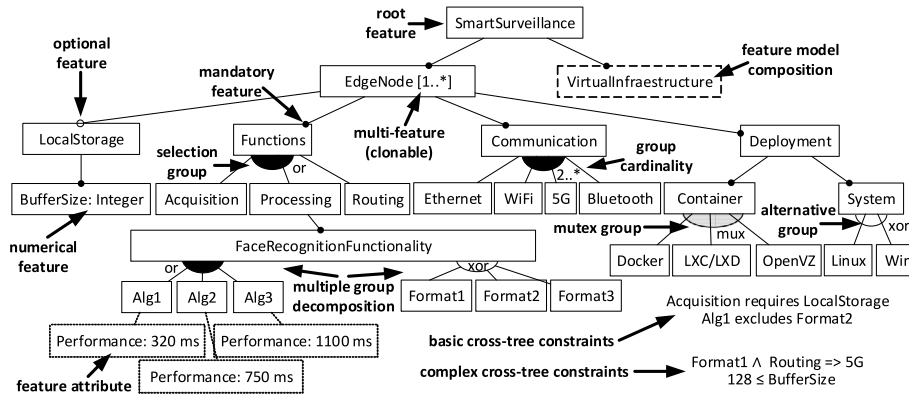 root
feature
SmartSurveillance
optional
feature
mandatory
feature
EdgeNode [1..*]
VirtualInfraestructure
feature model
composition
LocalStorage
Functions
multi-feature
(clonable)
Communication
Deployment
selection
group
or
2..*
group
cardinality
BufferSize: Integer
Acquisition
Processing
Routing
Ethernet
WiFi
5G
Bluetooth
Container
System
mutex group
mux
alternative
group
xor
numerical
feature
FaceRecognitionFunctionality
Docker
LXC/LXD
OpenVZ
Linux
Win
or
xor
Alg1
Alg2
Alg3
multiple group
decomposition
Format1
Format2
Format3
Performance: 320 ms
Performance: 1100 ms
Performance: 750 ms
feature attribute
basic cross-tree constraints
Acquisition requires LocalStorage
Alg1 excludes Format2
complex cross-tree constraints
Format1 Λ Routing => 5G
128 ≤ BufferSize